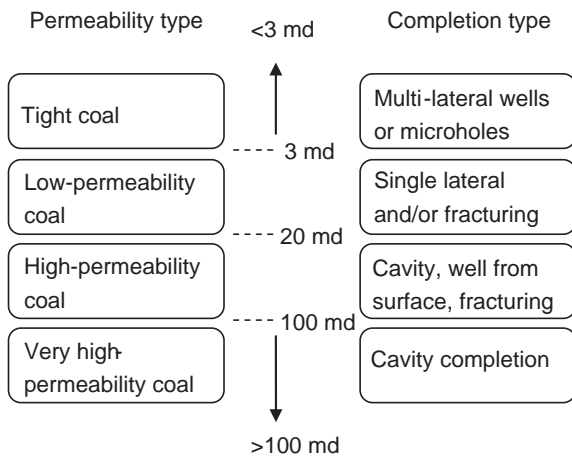 Permeability type
<3 md
Completion type
Tight coal
Multi-lateral wells
or microholes
3 md
Low-permeability
coal
Single lateral
and/or fracturing
20 md
High-permeability
coal
Cavity, well from
surface, fracturing
100 md
Very high-
permeability coal
Cavity completion
>100 md